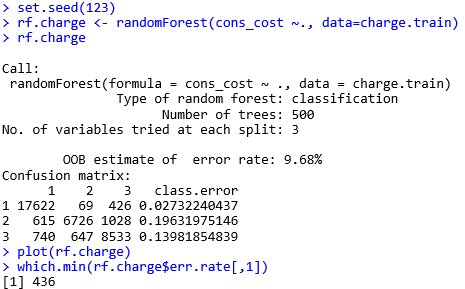 > set.seed(123)
> rf.charge <- randomForest(cons_cost ~., data=charge.train)
> rf.charge

Call:
 randomForest(formula = cons_cost ~ ., data = charge.train)
               Type of random forest: classification
                     Number of trees: 500
No. of variables tried at each split: 3

        OOB estimate of  error rate: 9.68%
Confusion matrix:
      1    2    3   class.error
1 17622   69  426 0.02732240437
2   615 6726 1028 0.19631975146
3   740  647 8533 0.13981854839
> plot(rf.charge)
> which.min(rf.charge$err.rate[,1])
[1] 436